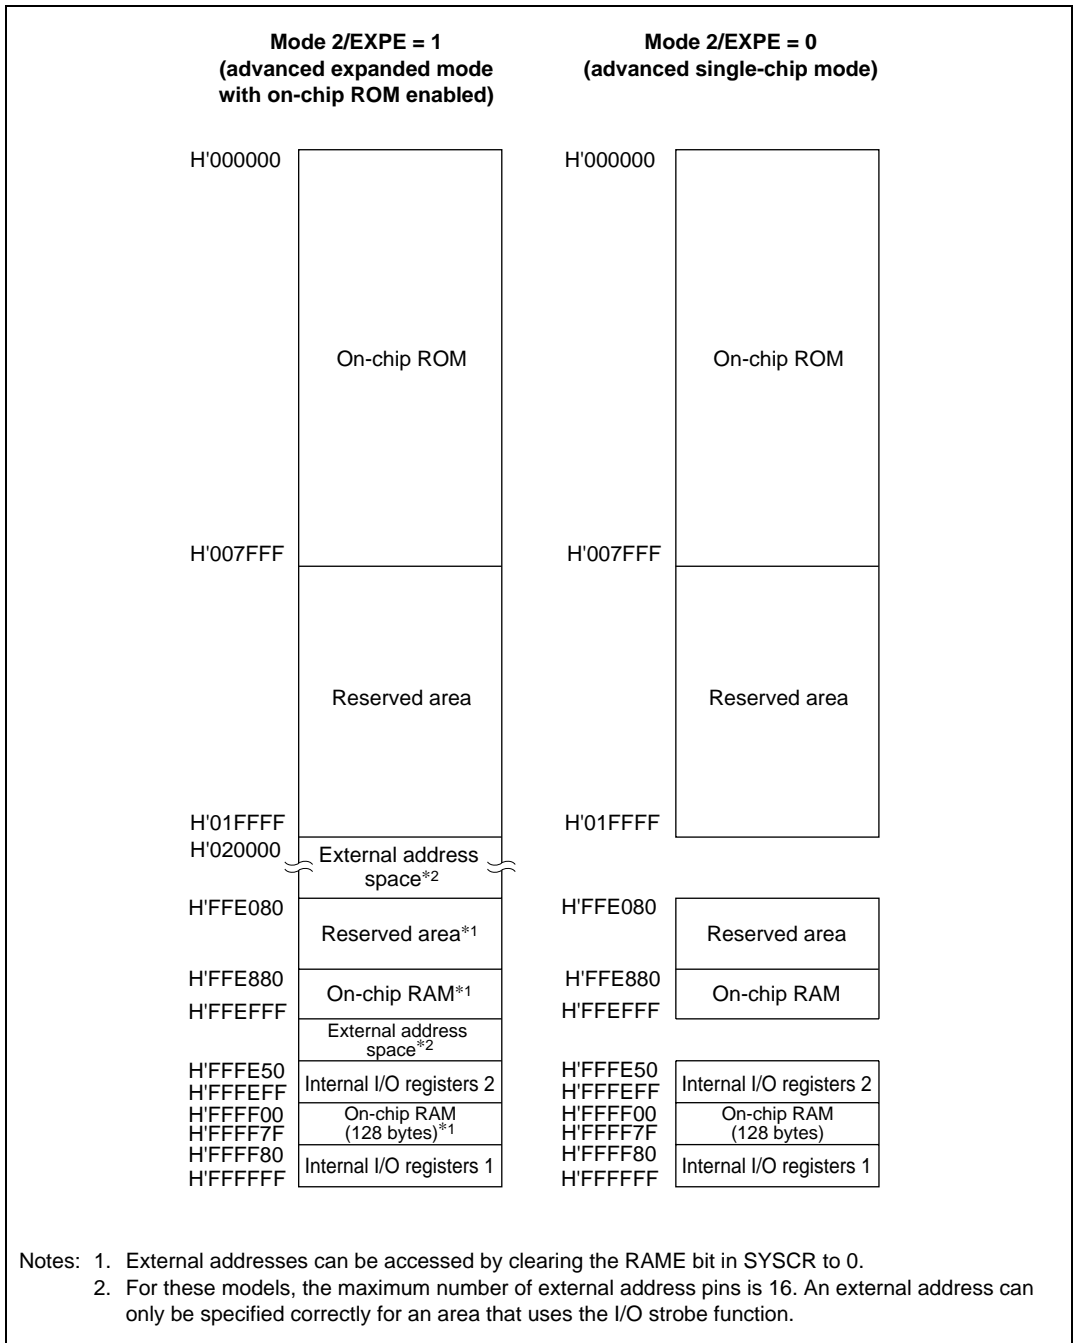 Mode 2/EXPE = 1
(advanced expanded mode
with on-chip ROM enabled)
Mode 2/EXPE = 0
(advanced single-chip mode)
H'000000
On-chip ROM
H'007FFF
Reserved area
H'01FFFF
H'020000
External address
space*2
H'FFE080
Reserved area*1
H'FFE880
On-chip RAM*1
H'FFEFFF
External address
space*2
H'FFFE50
Internal I/O registers 2
H'FFFEFF
H'FFFF00
On-chip RAM
(128 bytes)*1
H'FFFF7F
H'FFFF80
Internal I/O registers 1
H'FFFFFF
H'000000
On-chip ROM
H'007FFF
Reserved area
H'01FFFF
H'FFE080
Reserved area
H'FFE880
On-chip RAM
H'FFEFFF
H'FFFE50
Internal I/O registers 2
H'FFFEFF
H'FFFF00
On-chip RAM
(128 bytes)
H'FFFF7F
H'FFFF80
Internal I/O registers 1
H'FFFFFF
Notes: 1. External addresses can be accessed by clearing the RAME bit in SYSCR to 0.
2. For these models, the maximum number of external address pins is 16. An external address can
only be specified correctly for an area that uses the I/O strobe function.